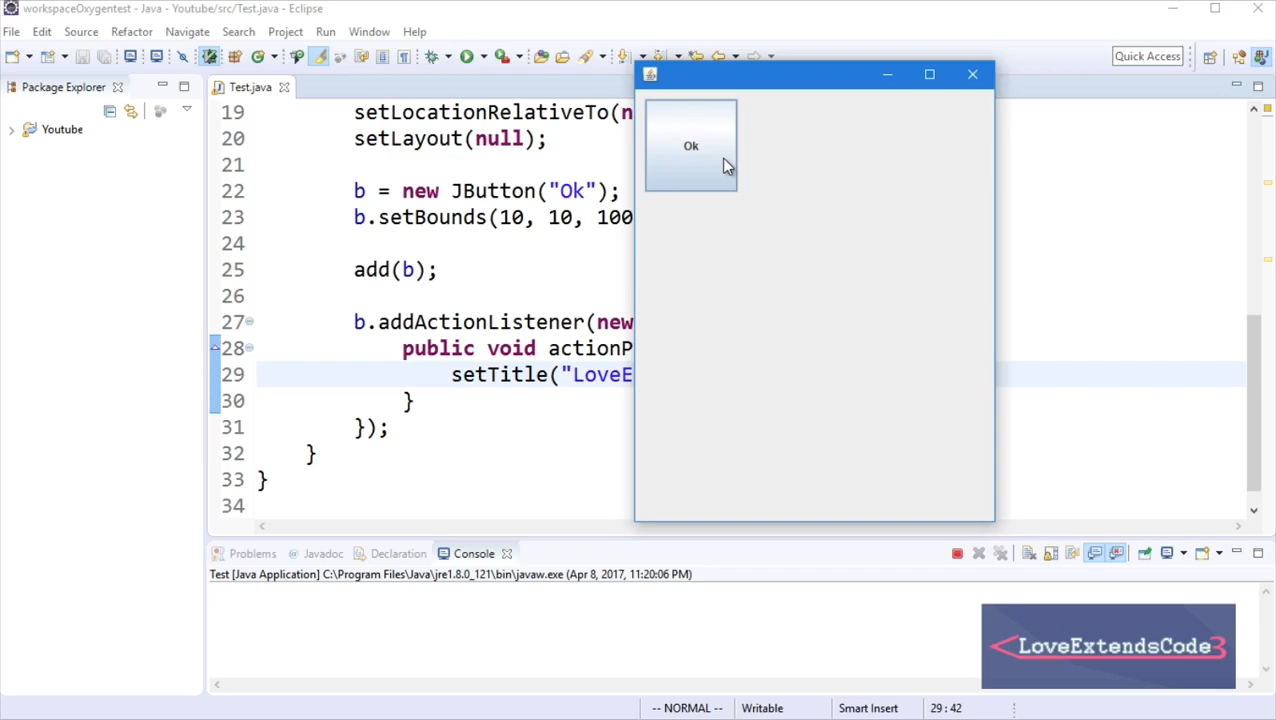 workspaceOxygentest - Java - Youtube/src/Test.java - Eclipse
File Edit Source Refactor Navigate Search Project Run Window Help
Quick Access
Package Explorer
Test.java
Youtube
19 setLocationRelativeTo(n
20 setLayout(null);
21
22 b = new JButton("Ok");
23 b.setBounds(10, 10, 100
24
25 add(b);
26
27 b.addActionListener(new
28 public void actionP
29 setTitle("LoveE
30 }
31 });
32 }
33 }
34
Ok
Problems Javadoc Declaration Console
Test [Java Application] C:\Program Files\Java\jre1.8.0_121\bin\javaw.exe (Apr 8, 2017, 11:20:06 PM)
<LoveExtendsCode3
-- NORMAL -- Writable Smart Insert 29 : 42